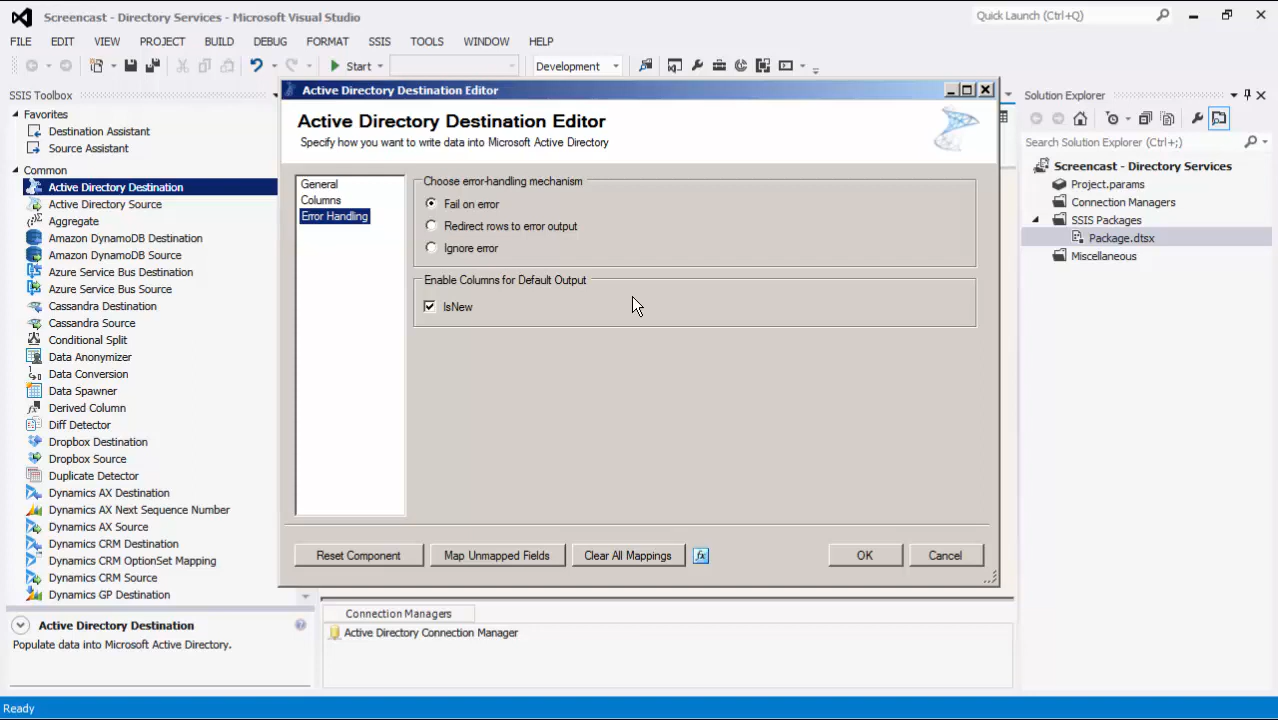 Screencast - Directory Services - Microsoft Visual Studio
Quick Launch (Ctrl+Q)
FILE EDIT VIEW PROJECT BUILD DEBUG FORMAT SSIS TOOLS WINDOW HELP
Start
Development
SSIS Toolbox
Favorites
Destination Assistant
Source Assistant
Common
Active Directory Destination
Active Directory Source
Aggregate
Amazon DynamoDB Destination
Amazon DynamoDB Source
Azure Service Bus Destination
Azure Service Bus Source
Cassandra Destination
Cassandra Source
Conditional Split
Data Anonymizer
Data Conversion
Data Spawner
Derived Column
Diff Detector
Dropbox Destination
Dropbox Source
Duplicate Detector
Dynamics AX Destination
Dynamics AX Next Sequence Number
Dynamics AX Source
Dynamics CRM Destination
Dynamics CRM OptionSet Mapping
Dynamics CRM Source
Dynamics GP Destination
Active Directory Destination
Populate data into Microsoft Active Directory.
Active Directory Destination Editor
Active Directory Destination Editor
Specify how you want to write data into Microsoft Active Directory
General
Columns
Error Handling
Choose error-handling mechanism
Fail on error
Redirect rows to error output
Ignore error
Enable Columns for Default Output
IsNew
Reset Component
Map Unmapped Fields
Clear All Mappings
fx
OK
Cancel
Connection Managers
Active Directory Connection Manager
Solution Explorer
Search Solution Explorer (Ctrl+;)
Screencast - Directory Services
Project.params
Connection Managers
SSIS Packages
Package.dtsx
Miscellaneous
Ready